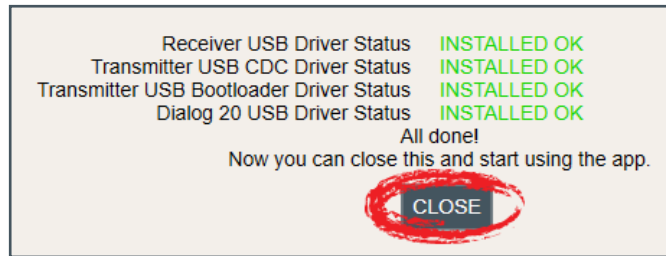 Receiver USB Driver Status INSTALLED OK
Transmitter USB CDC Driver Status INSTALLED OK
Transmitter USB Bootloader Driver Status INSTALLED OK
Dialog 20 USB Driver Status INSTALLED OK
All done!
Now you can close this and start using the app.
CLOSE